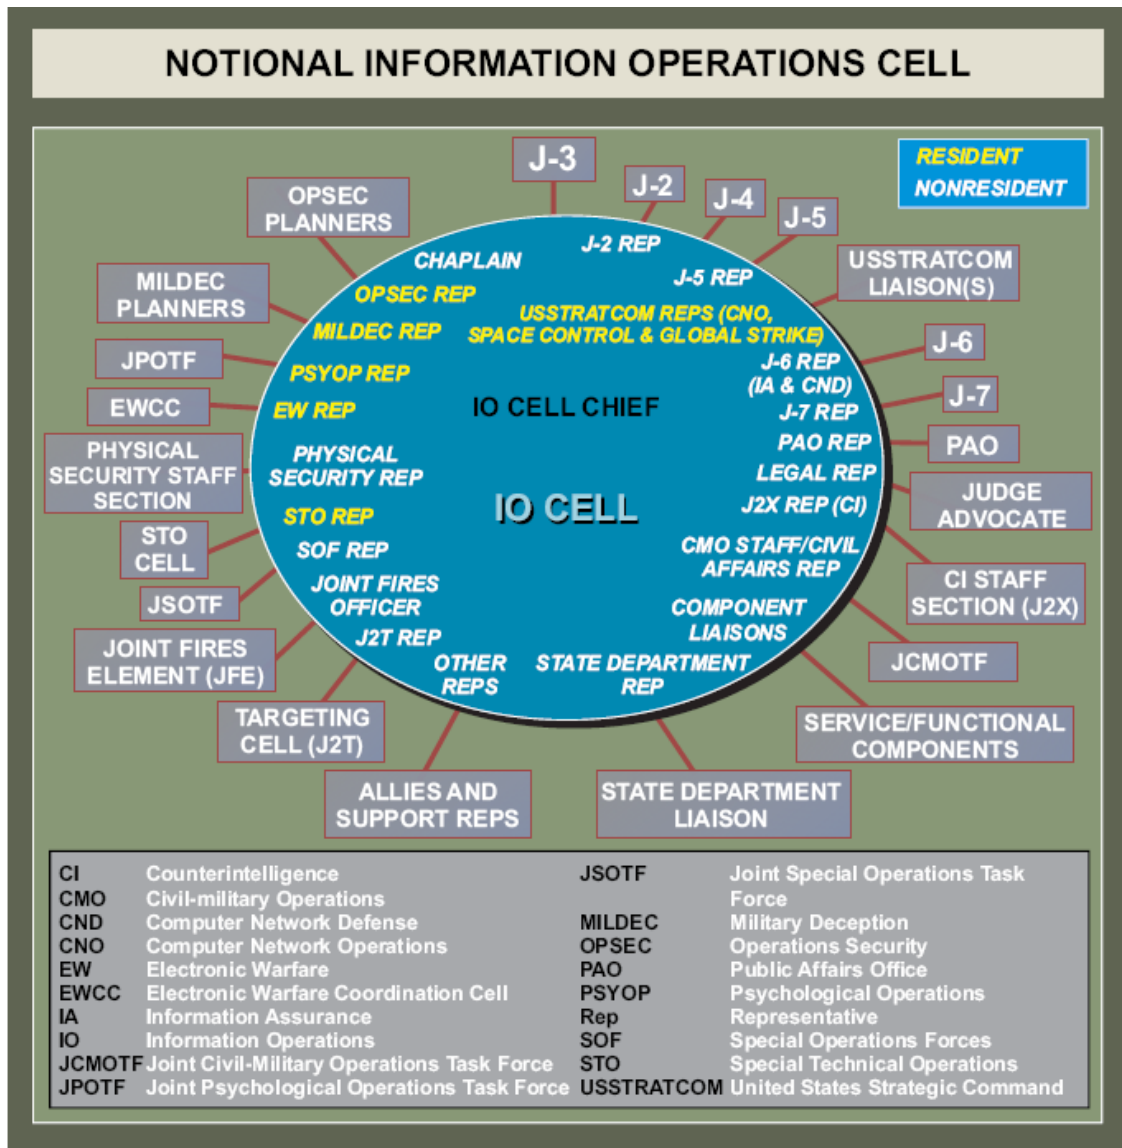 NOTIONAL INFORMATION OPERATIONS CELL
RESIDENT
NONRESIDENT
J-3
J-2
J-4
J-5
OPSEC
PLANNERS
MILDEC
PLANNERS
JPOTF
EWCC
PHYSICAL
SECURITY STAFF
SECTION
STO
CELL
JSOTF
JOINT FIRES
ELEMENT (JFE)
TARGETING
CELL (J2T)
ALLIES AND
SUPPORT REPS
STATE DEPARTMENT
LIAISON
SERVICE/FUNCTIONAL
COMPONENTS
JCMOTF
CI STAFF
SECTION (J2X)
JUDGE
ADVOCATE
PAO
J-7
J-6
USSTRATCOM
LIAISON(S)
CHAPLAIN
OPSEC REP
MILDEC REP
PSYOP REP
EW REP
PHYSICAL
SECURITY REP
STO REP
SOF REP
JOINT FIRES
OFFICER
J2T REP
OTHER
REPS
STATE DEPARTMENT
REP
COMPONENT
LIAISONS
CMO STAFF/CIVIL
AFFAIRS REP
J2X REP (CI)
LEGAL REP
PAO REP
J-7 REP
J-6 REP
(IA & CND)
USSTRATCOM REPS (CNO,
SPACE CONTROL & GLOBAL STRIKE)
J-5 REP
J-2 REP
IO CELL CHIEF
IO CELL
CI Counterintelligence
CMO Civil-military Operations
CND Computer Network Defense
CNO Computer Network Operations
EW Electronic Warfare
EWCC Electronic Warfare Coordination Cell
IA Information Assurance
IO Information Operations
JCMOTF Joint Civil-Military Operations Task Force
JPOTF Joint Psychological Operations Task Force
JSOTF Joint Special Operations Task
Force
MILDEC Military Deception
OPSEC Operations Security
PAO Public Affairs Office
PSYOP Psychological Operations
Rep Representative
SOF Special Operations Forces
STO Special Technical Operations
USSTRATCOM United States Strategic Command